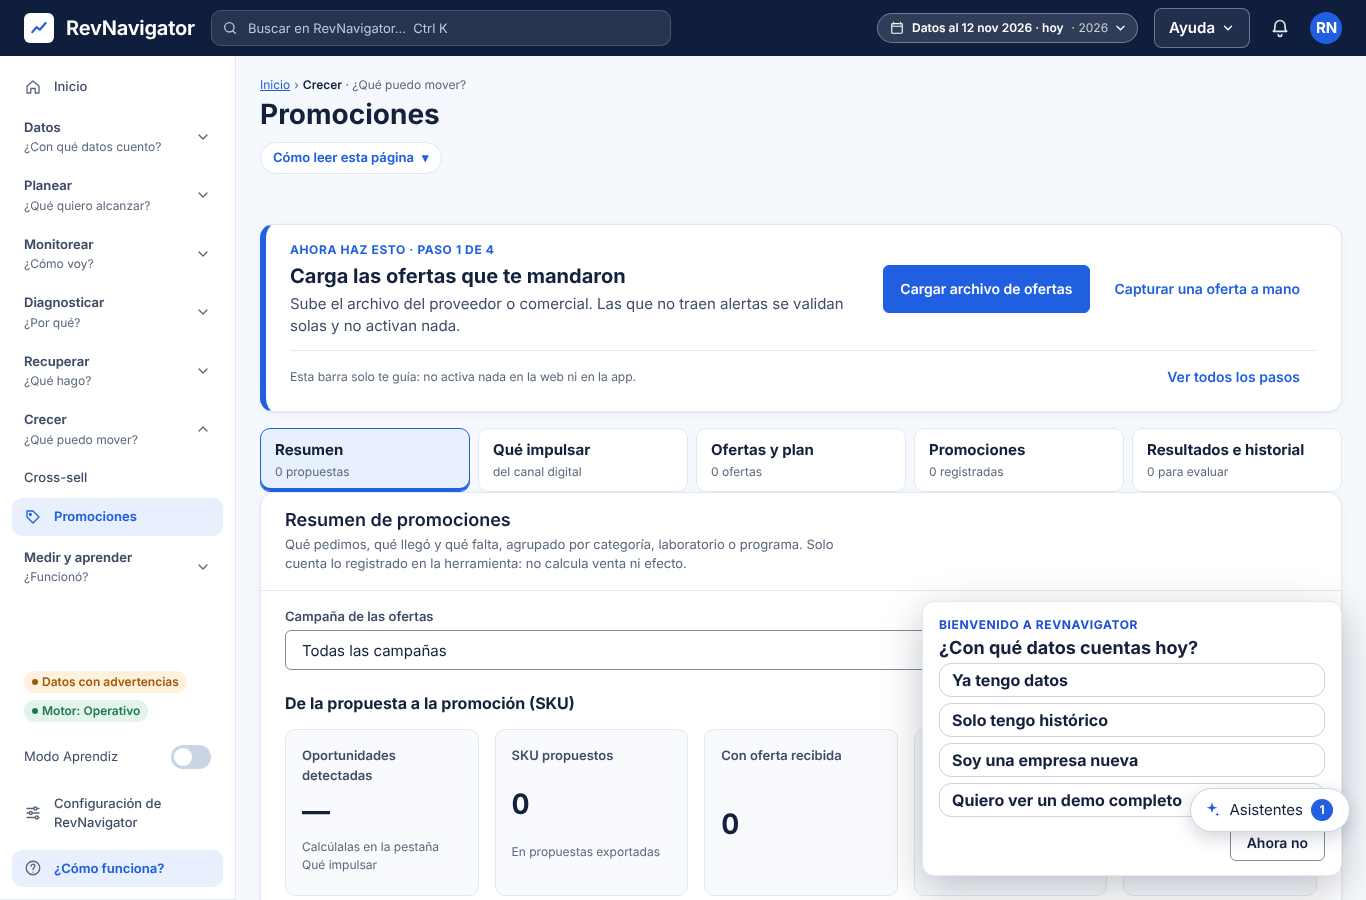 RevNavigator
Buscar en RevNavigator... Ctrl K
Datos al 12 nov 2026 · hoy · 2026
Ayuda
RN
Inicio
Datos
¿Con qué datos cuento?
Planear
¿Qué quiero alcanzar?
Monitorear
¿Cómo voy?
Diagnosticar
¿Por qué?
Recuperar
¿Qué hago?
Crecer
¿Qué puedo mover?
Cross-sell
Promociones
Medir y aprender
¿Funcionó?
Datos con advertencias
Motor: Operativo
Modo Aprendiz
Configuración de
RevNavigator
¿Cómo funciona?
Inicio › Crecer · ¿Qué puedo mover?
Promociones
Cómo leer esta página ▼
AHORA HAZ ESTO · PASO 1 DE 4
Carga las ofertas que te mandaron
Sube el archivo del proveedor o comercial. Las que no traen alertas se validan
solas y no activan nada.
Cargar archivo de ofertas
Capturar una oferta a mano
Esta barra solo te guía: no activa nada en la web ni en la app.
Ver todos los pasos
Resumen
0 propuestas
Qué impulsar
del canal digital
Ofertas y plan
0 ofertas
Promociones
0 registradas
Resultados e historial
0 para evaluar
Resumen de promociones
Qué pedimos, qué llegó y qué falta, agrupado por categoría, laboratorio o programa. Solo
cuenta lo registrado en la herramienta: no calcula venta ni efecto.
Campaña de las ofertas
Todas las campañas
De la propuesta a la promoción (SKU)
Oportunidades
detectadas
—
Calcúlalas en la pestaña
Qué impulsar
SKU propuestos
0
En propuestas exportadas
Con oferta recibida
0
BIENVENIDO A REVNAVIGATOR
¿Con qué datos cuentas hoy?
Ya tengo datos
Solo tengo histórico
Soy una empresa nueva
Quiero ver un demo completo
Asistentes 1
Ahora no